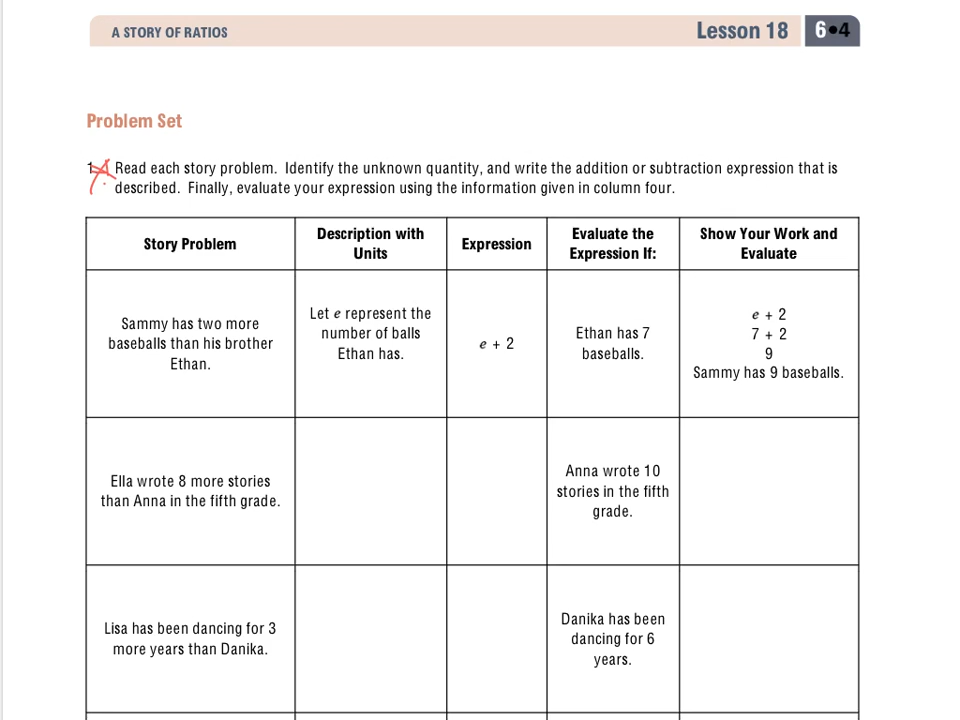 A STORY OF RATIOS
Lesson 18
6•4
Problem Set
1. Read each story problem. Identify the unknown quantity, and write the addition or subtraction expression that is
described. Finally, evaluate your expression using the information given in column four.
Story Problem
Description with
Units
Expression
Evaluate the
Expression If:
Show Your Work and
Evaluate
Sammy has two more
baseballs than his brother
Ethan.
Let e represent the
number of balls
Ethan has.
e + 2
Ethan has 7
baseballs.
e + 2
7 + 2
9
Sammy has 9 baseballs.
Ella wrote 8 more stories
than Anna in the fifth grade.
Anna wrote 10
stories in the fifth
grade.
Lisa has been dancing for 3
more years than Danika.
Danika has been
dancing for 6
years.